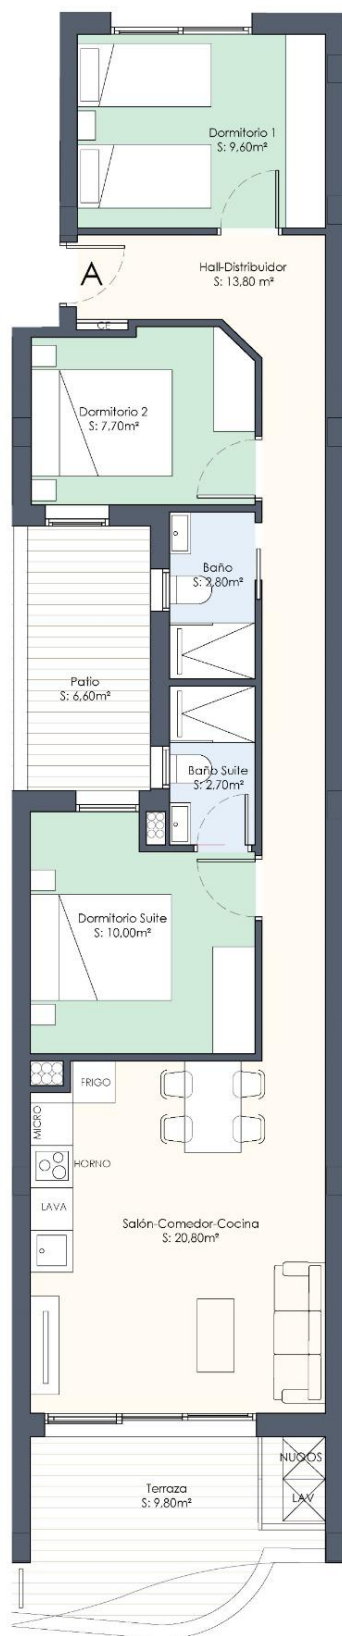 Dormitorio 1
S: 9,60m²
A
Hall-Distribuidor
S: 13,80 m²
CE
Dormitorio 2
S: 7,70m²
Baño
S: 2,80m²
Patio
S: 6,60m²
Baño Suite
S: 2,70m²
Dormitorio Suite
S: 10,00m²
FRIGO
MICRO
HORNO
LAVA
Salón-Comedor-Cocina
S: 20,80m²
Terraza
S: 9,80m²
LAV